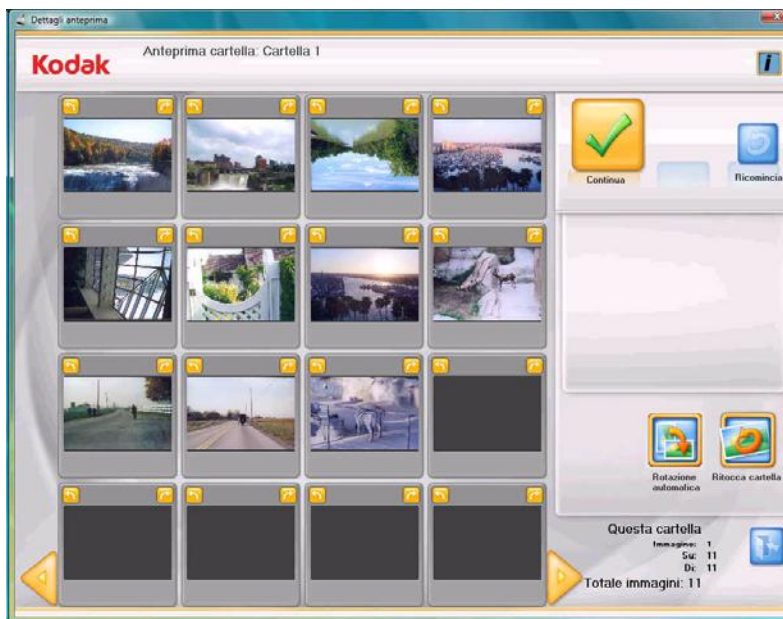 Dettagli anteprima
Kodak
Anteprima cartella: Cartella 1
i
Continua
Ricomincia
Rotazione
automatica
Ritocca cartella
Questa cartella
Immagine: 1
Su: 11
Di: 11
Totale immagini: 11